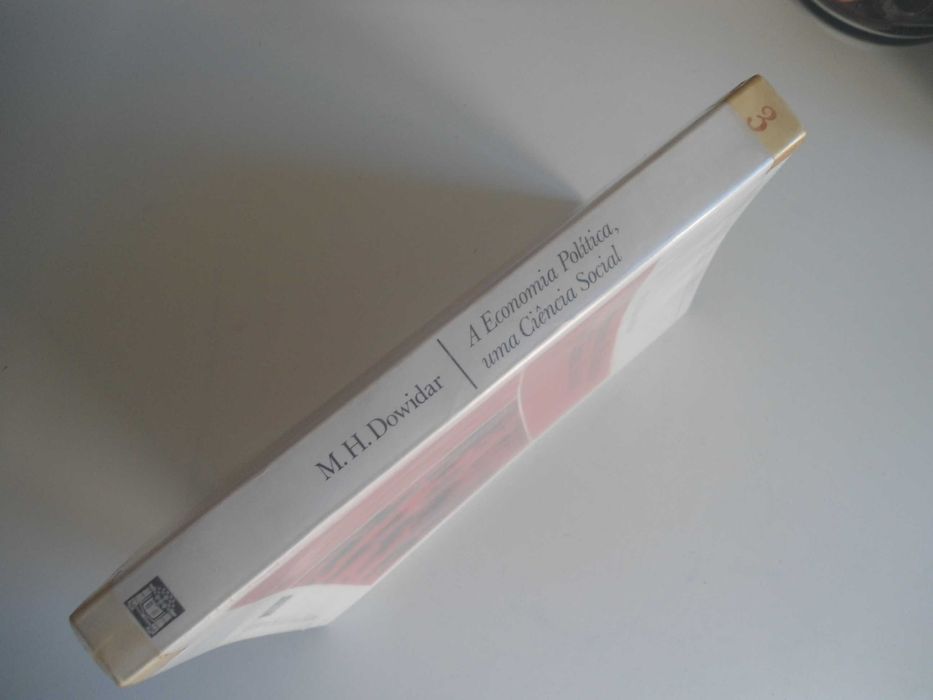 M. H. Dowidar
A Economia Política,
uma Ciência Social
3